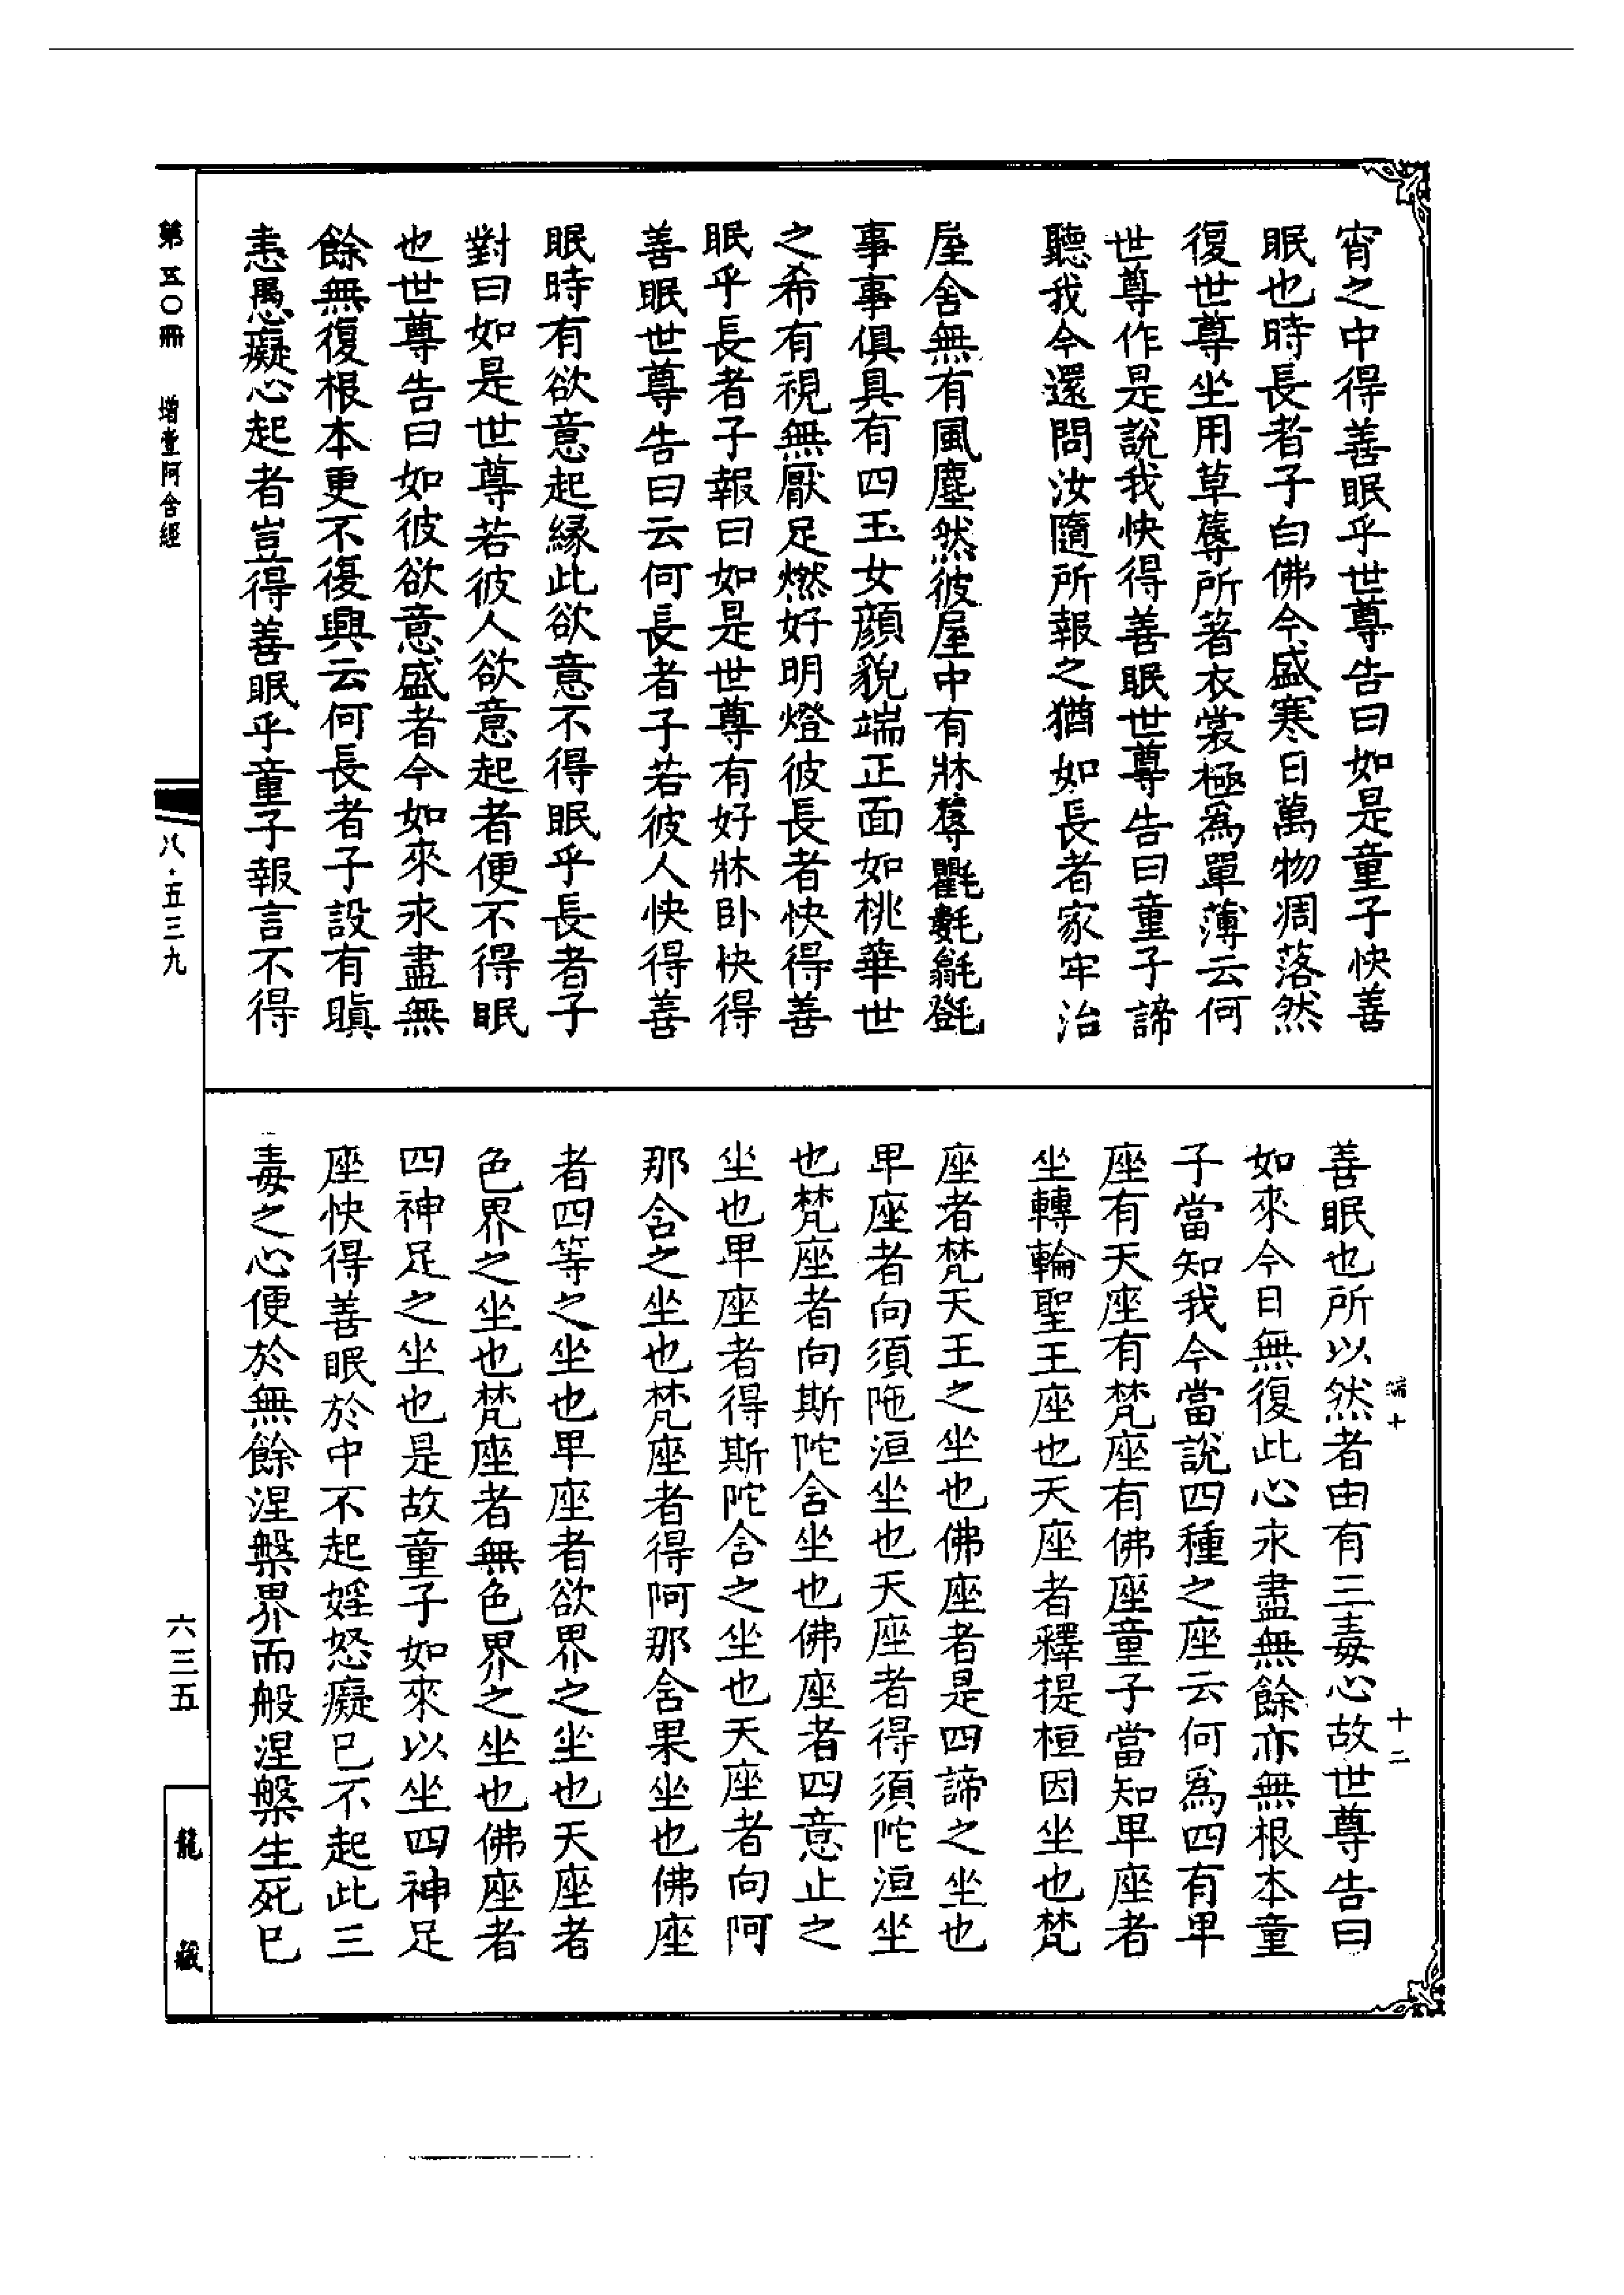 宵之中得善眠乎世尊告曰如是童子快善
眠也時長者子白佛今盛寒日萬物凋落然
復世尊坐用草蓐所著衣裳極為單薄云何
世尊作是說我快得善眠世尊告曰童子諦
聽我今還問汝隨所報之猶如長者家牢治
屋舍無有風塵然彼屋中有牀蓐氍毹㲲㲪
事事俱具有四玉女顏貌端正面如桃華世
之希有視無厭足燃好明燈彼長者快得善
眠乎長者子報曰如是世尊有好牀卧快得
善眠世尊告曰云何長者子若彼人快得善
眠時有欲意起緣此欲意不得眠乎長者子
對曰如是世尊若彼人欲意起者便不得眠
也世尊告曰如彼欲意盛者今如來永盡無
餘無復根本更不復興云何長者子設有瞋
恚愚癡心起者豈得善眠乎童子報言不得
善眠也所以然者由有三毒心故世尊告曰
如來今日無復此心永盡無餘亦無根本童
子當知我今當說四種之座云何為四有卑
座有天座有梵座有佛座童子當知卑座者
坐轉輪聖王座也天座者釋提桓因坐也梵
座者梵天王之坐也佛座者是四諦之坐也
卑座者向須陁洹坐也天座者得須陀洹坐
也梵座者向斯陀含坐也佛座者四意止之
坐也卑座者得斯陀含之坐也天座者向阿
那含之坐也梵座者得阿那含果坐也佛座
者四等之坐也卑座者欲界之坐也天座者
色界之坐也梵座者無色界之坐也佛座者
四神足之坐也是故童子如來以坐四神足
座快得善眠於中不起婬怒癡已不起此三
毒之心便於無餘涅槃界而般涅槃生死已
十
十二
第五〇冊 增壹阿含經
八·五三九
六三五
龍藏